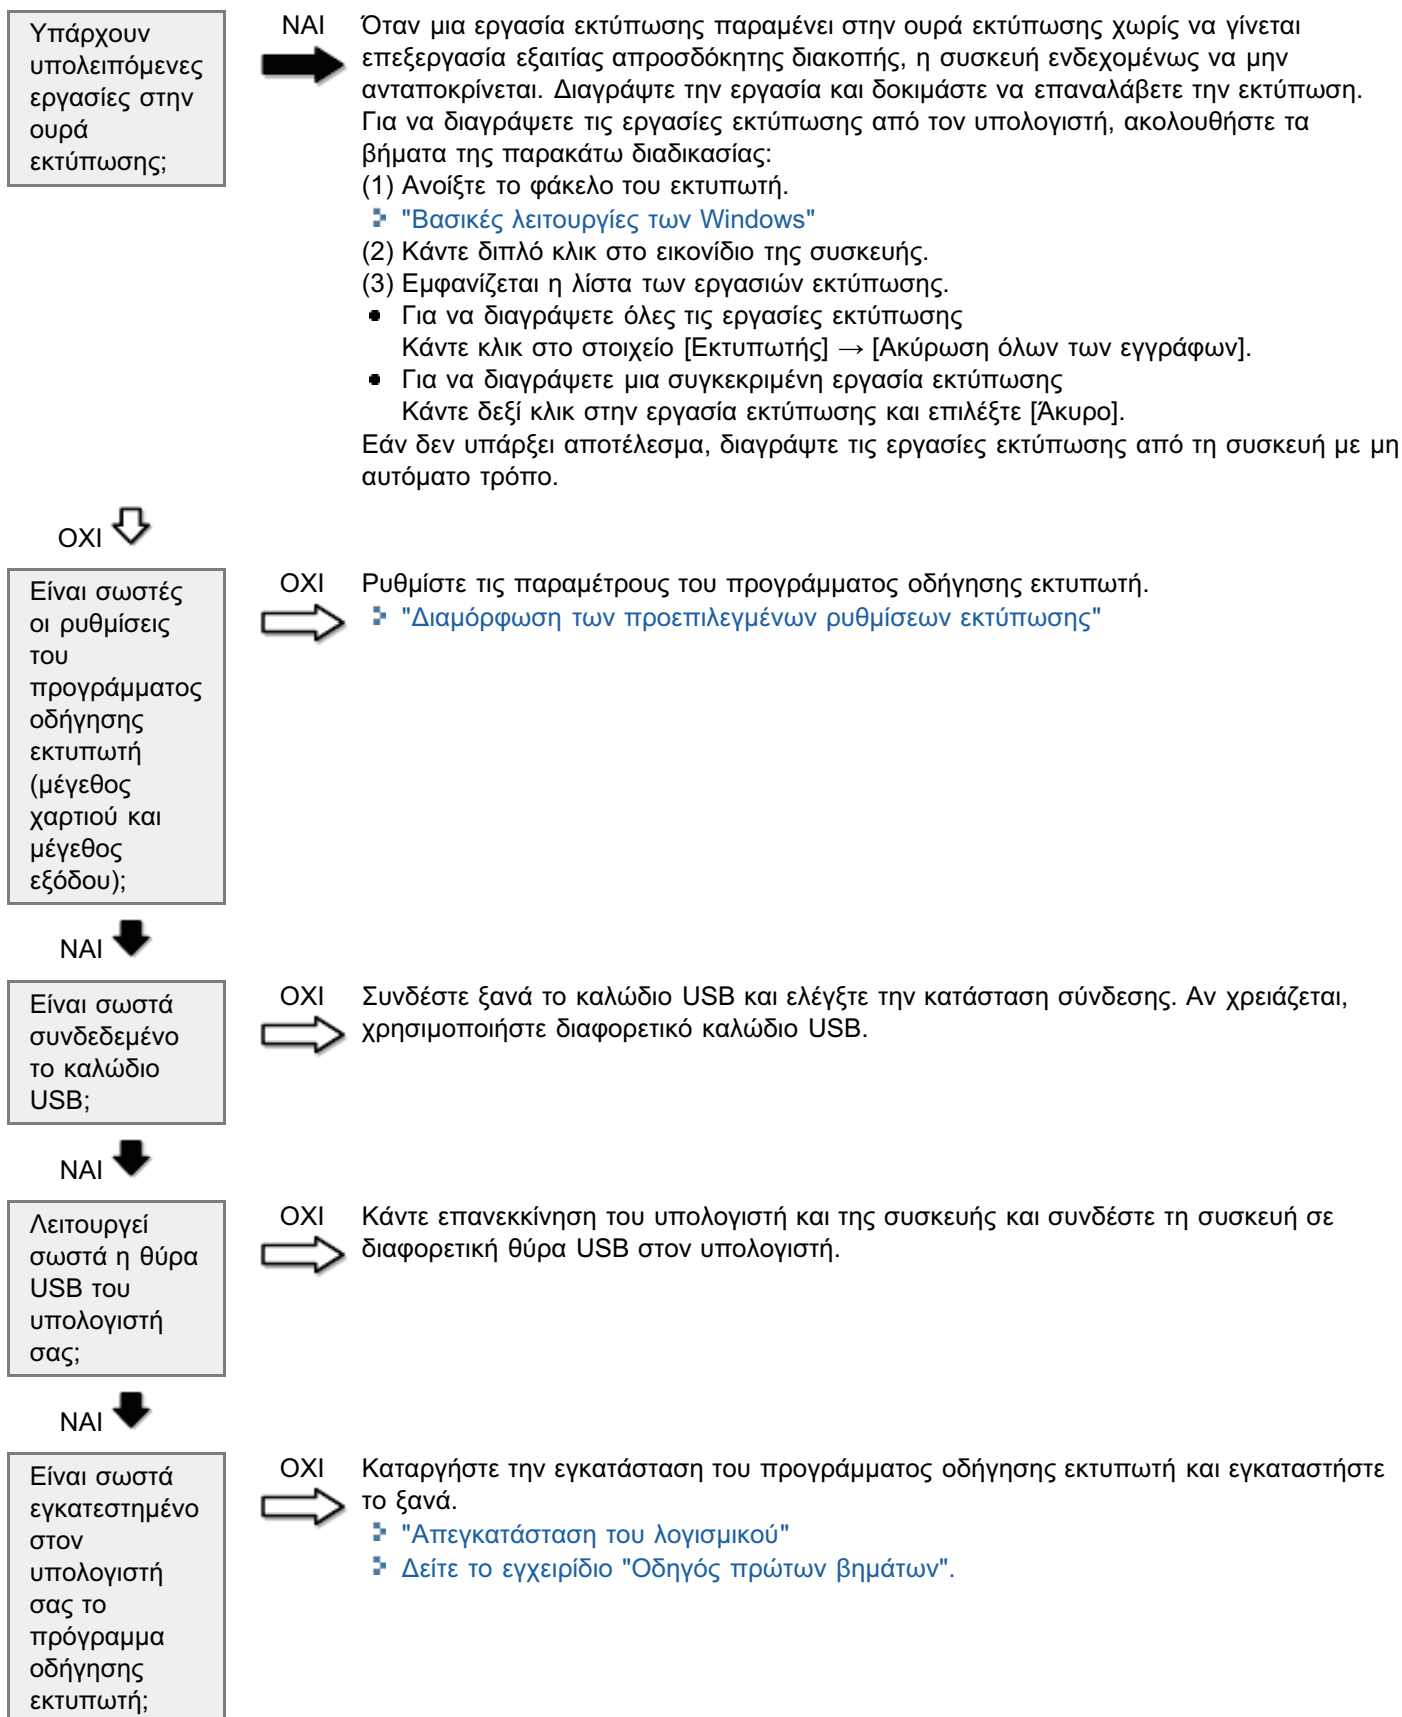 Υπάρχουν
υπολειπόμενες
εργασίες στην
ουρά
εκτύπωσης;
ΝΑΙ
Όταν μια εργασία εκτύπωσης παραμένει στην ουρά εκτύπωσης χωρίς να γίνεται
επεξεργασία εξαιτίας απροσδόκητης διακοπής, η συσκευή ενδεχομένως να μην
ανταποκρίνεται. Διαγράψτε την εργασία και δοκιμάστε να επαναλάβετε την εκτύπωση.
Για να διαγράψετε τις εργασίες εκτύπωσης από τον υπολογιστή, ακολουθήστε τα
βήματα της παρακάτω διαδικασίας:
(1) Ανοίξτε το φάκελο του εκτυπωτή.
"Βασικές λειτουργίες των Windows"
(2) Κάντε διπλό κλικ στο εικονίδιο της συσκευής.
(3) Εμφανίζεται η λίστα των εργασιών εκτύπωσης.
• Για να διαγράψετε όλες τις εργασίες εκτύπωσης
Κάντε κλικ στο στοιχείο [Εκτυπωτής] → [Ακύρωση όλων των εγγράφων].
• Για να διαγράψετε μια συγκεκριμένη εργασία εκτύπωσης
Κάντε δεξί κλικ στην εργασία εκτύπωσης και επιλέξτε [Άκυρο].
Εάν δεν υπάρξει αποτέλεσμα, διαγράψτε τις εργασίες εκτύπωσης από τη συσκευή με μη
αυτόματο τρόπο.
ΟΧΙ
Είναι σωστές
οι ρυθμίσεις
του
προγράμματος
οδήγησης
εκτυπωτή
(μέγεθος
χαρτιού και
μέγεθος
εξόδου);
ΟΧΙ
Ρυθμίστε τις παραμέτρους του προγράμματος οδήγησης εκτυπωτή.
"Διαμόρφωση των προεπιλεγμένων ρυθμίσεων εκτύπωσης"
ΝΑΙ
Είναι σωστά
συνδεδεμένο
το καλώδιο
USB;
ΟΧΙ
Συνδέστε ξανά το καλώδιο USB και ελέγξτε την κατάσταση σύνδεσης. Αν χρειάζεται,
χρησιμοποιήστε διαφορετικό καλώδιο USB.
ΝΑΙ
Λειτουργεί
σωστά η θύρα
USB του
υπολογιστή
σας;
ΟΧΙ
Κάντε επανεκκίνηση του υπολογιστή και της συσκευής και συνδέστε τη συσκευή σε
διαφορετική θύρα USB στον υπολογιστή.
ΝΑΙ
Είναι σωστά
εγκατεστημένο
στον
υπολογιστή
σας το
πρόγραμμα
οδήγησης
εκτυπωτή;
ΟΧΙ
Καταργήστε την εγκατάσταση του προγράμματος οδήγησης εκτυπωτή και εγκαταστήστε
το ξανά.
"Απεγκατάσταση του λογισμικού"
Δείτε το εγχειρίδιο "Οδηγός πρώτων βημάτων".